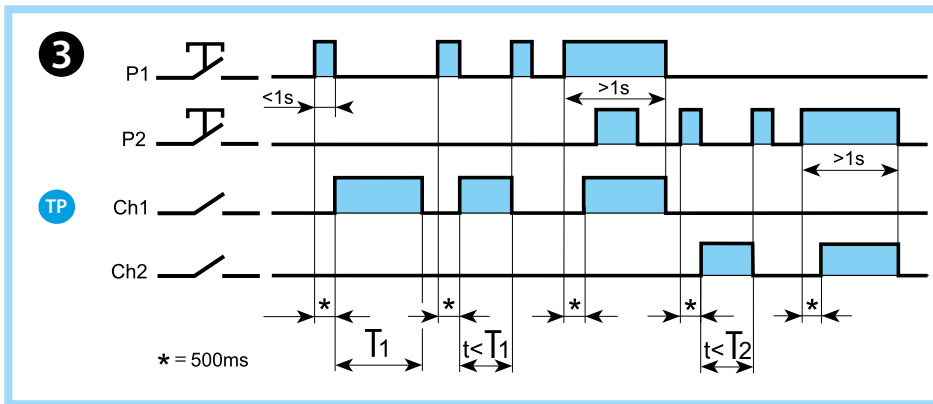 3
P1
<1s
>1s
P2
>1s
TP
Ch1
Ch2
* * * * *
T1
t<T1
t<T2
* = 500ms